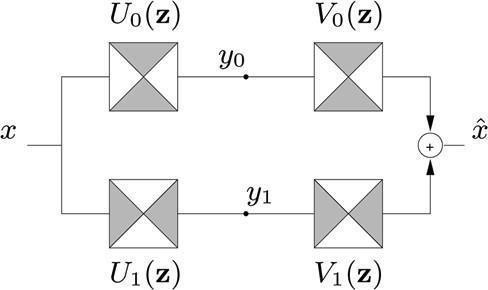 U₀(𝐳) V₀(𝐳)
y₀
x + x̂
y₁
U₁(𝐳) V₁(𝐳)